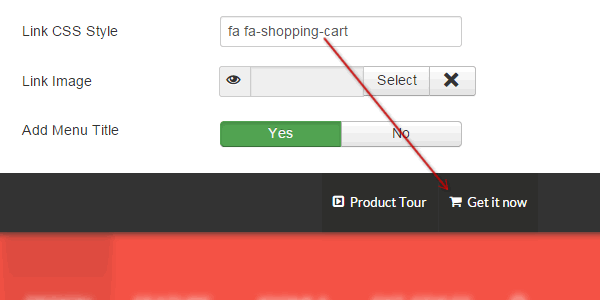 Link CSS Style fa fa-shopping-cart
Link Image Select
Add Menu Title Yes No
Product Tour Get it now